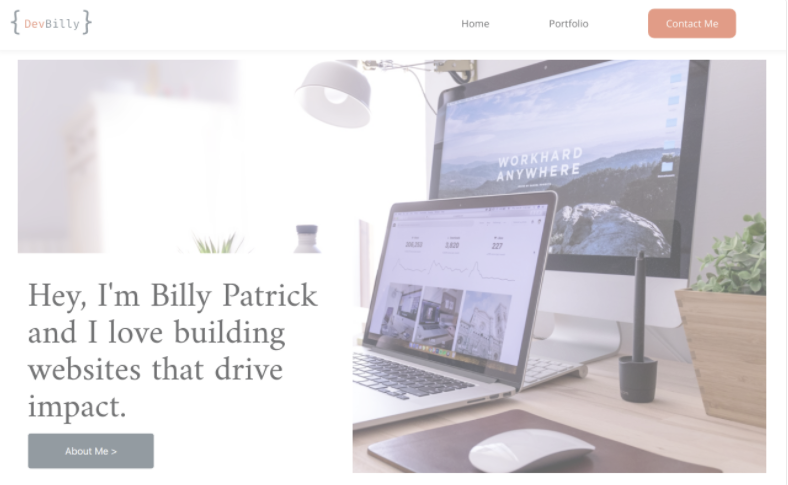 {DevBilly}
Home
Portfolio
Contact Me
WORKHARD
ANYWHERE
227
Hey, I'm Billy Patrick
and I love building
websites that drive
impact.
About Me >